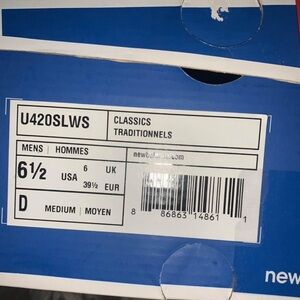 U420SLWS
CLASSICS
TRADITIONNELS
MENS | HOMMES
6½ USA 6 UK
39½ EUR
D MEDIUM | MOYEN
8 86863 14861 1
new